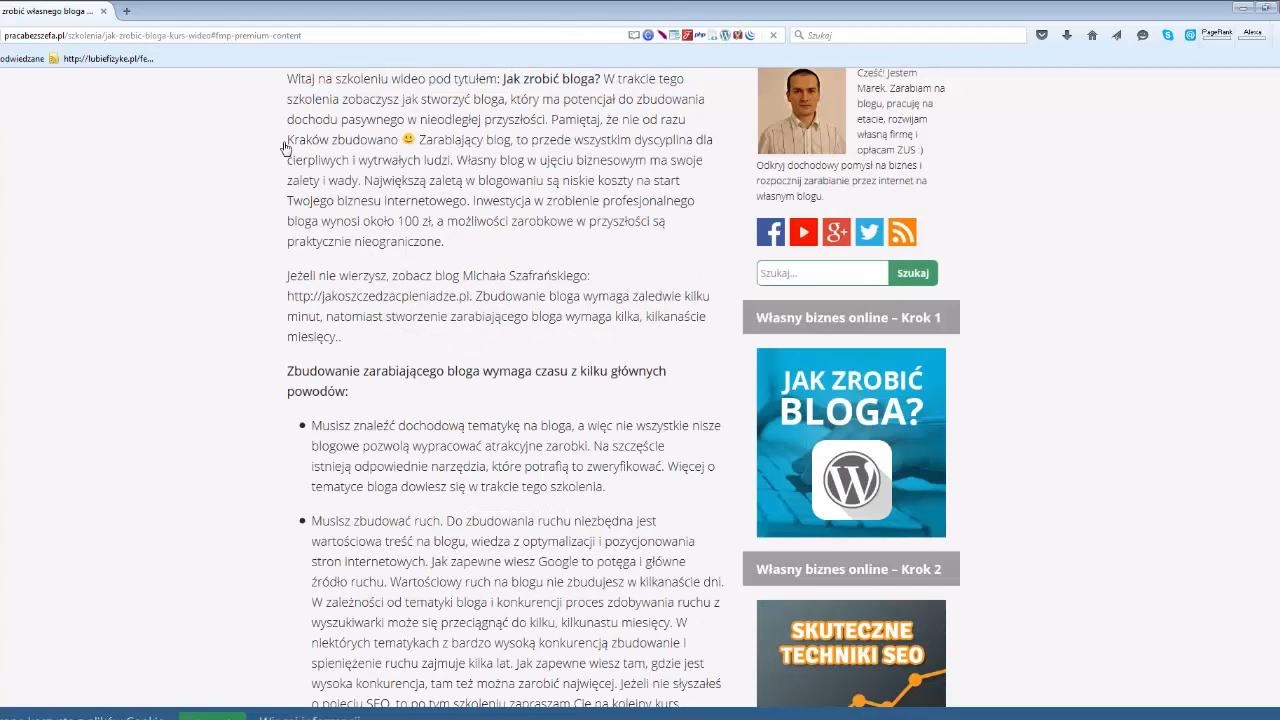 zrobić własnego bloga ...
pracabezszefa.pl/szkolenia/jak-zrobic-bloga-kurs-wideo#fmp-premium-content
Szukaj
PageRank
Alexa
odwiedzane
http://lubiefizyke.pl/fe...
Witaj na szkoleniu wideo pod tytułem: Jak zrobić bloga? W trakcie tego
szkolenia zobaczysz jak stworzyć bloga, który ma potencjał do zbudowania
dochodu pasywnego w nieodległej przyszłości. Pamiętaj, że nie od razu
Kraków zbudowano 🙂 Zarabiający blog, to przede wszystkim dyscyplina dla
cierpliwych i wytrwałych ludzi. Własny blog w ujęciu biznesowym ma swoje
zalety i wady. Największą zaletą w blogowaniu są niskie koszty na start
Twojego biznesu internetowego. Inwestycja w zrobienie profesjonalnego
bloga wynosi około 100 zł, a możliwości zarobkowe w przyszłości są
praktycznie nieograniczone.
Jeżeli nie wierzysz, zobacz blog Michała Szafrańskiego:
http://jakoszczedzacpieniadze.pl. Zbudowanie bloga wymaga zaledwie kilku
minut, natomiast stworzenie zarabiającego bloga wymaga kilka, kilkanaście
miesięcy..
Zbudowanie zarabiającego bloga wymaga czasu z kilku głównych
powodów:
• Musisz znaleźć dochodową tematykę na bloga, a więc nie wszystkie nisze
blogowe pozwolą wypracować atrakcyjne zarobki. Na szczęście
istnieją odpowiednie narzędzia, które potrafią to zweryfikować. Więcej o
tematyce bloga dowiesz się w trakcie tego szkolenia.
• Musisz zbudować ruch. Do zbudowania ruchu niezbędna jest
wartościową treść na blogu, wiedza z optymalizacji i pozycjonowania
stron internetowych. Jak zapewne wiesz Google to potęga i główne
źródło ruchu. Wartościowy ruch na blogu nie zbudujesz w kilkanaście dni.
W zależności od tematyki bloga i konkurencji proces zdobywania ruchu z
wyszukiwarki może się przeciągnąć do kilku, kilkunastu miesięcy. W
niektórych tematykach z bardzo wysoką konkurencją zbudowanie i
spieniężenie ruchu zajmuje kilka lat. Jak zapewne wiesz tam, gdzie jest
wysoka konkurencja, tam też można zarobić najwięcej. Jeżeli nie słyszałeś
o pojęciu SEO, to po tym szkoleniu zapraszam Cię na kolejny kurs
Cześć! Jestem
Marek. Zarabiam na
blogu, pracuję na
etacie, rozwijam
własną firmę i
opłacam ZUS :)
Odkryj dochodowy pomysł na biznes i
rozpocznij zarabianie przez internet na
własnym blogu.
Szukaj...
Szukaj
Własny biznes online – Krok 1
JAK ZROBIĆ
BLOGA?
Własny biznes online – Krok 2
SKUTECZNE
TECHNIKI SEO